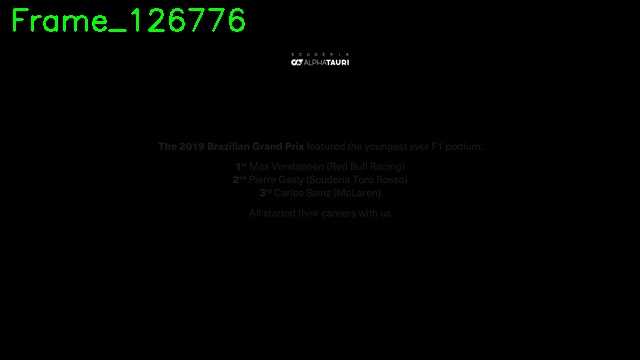 Frame_126776
SCUDERIA
ALPHATAURI
The 2019 Brazilian Grand Prix featured the youngest ever F1 podium:
1st Max Verstappen (Red Bull Racing)
2nd Pierre Gasly (Scuderia Toro Rosso)
3rd Carlos Sainz (McLaren)
All started their careers with us